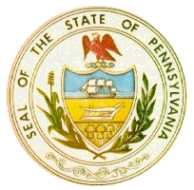 SEAL OF THE STATE OF PENNSYLVANIA